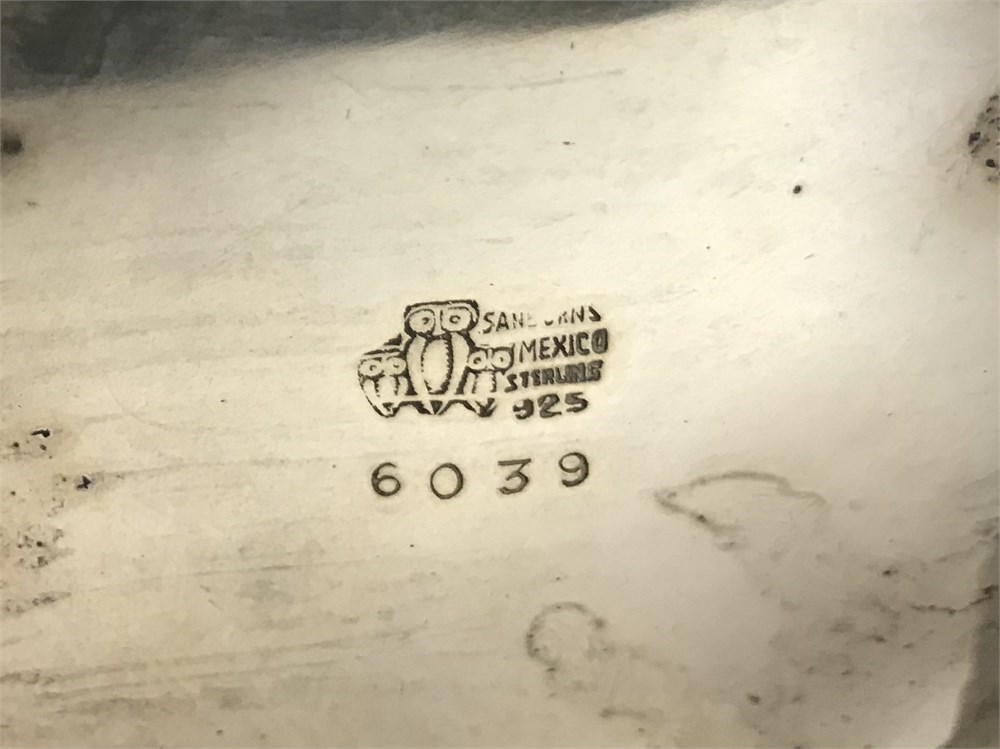 SANBORNS
MEXICO
STERLING
925
6039